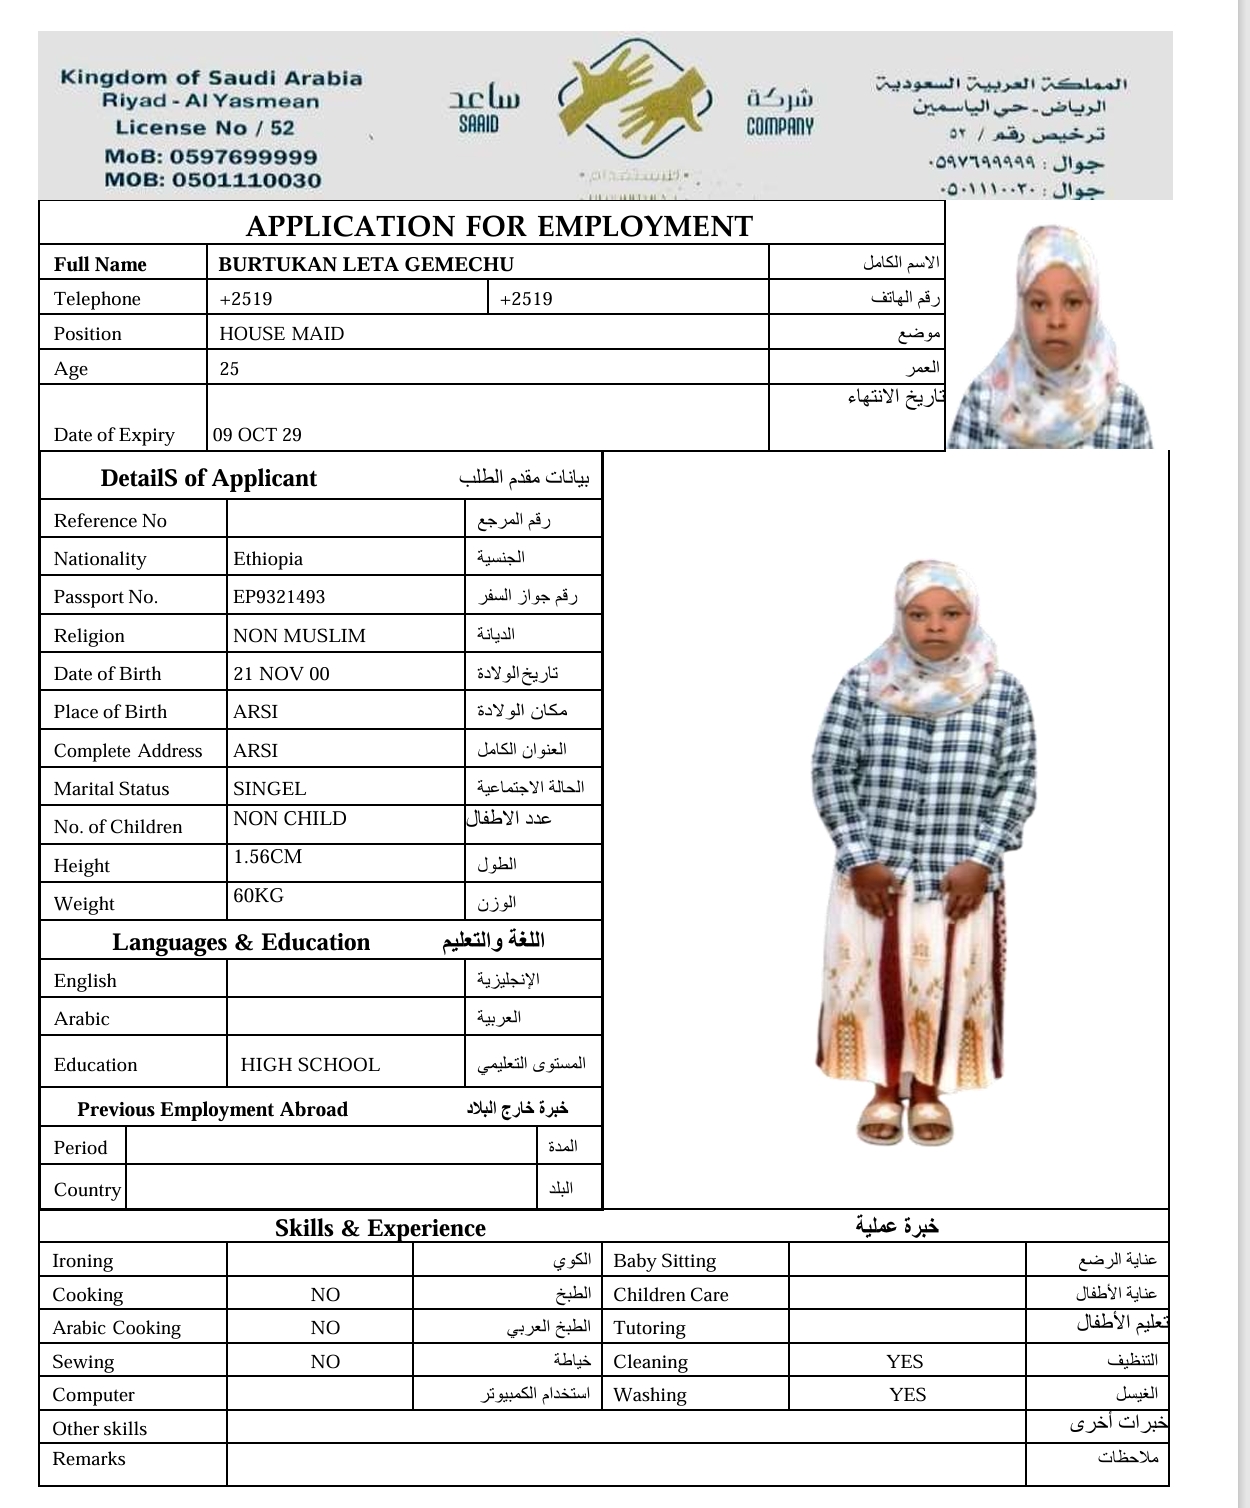 Kingdom of Saudi Arabia
Riyad - Al Yasmean
License No / 52
MoB: 0597699999
MOB: 0501110030
ساعد
SAAID
شركة
COMPANY
المملكة العربية السعودية
الرياض - حي الياسمين
ترخيص رقم / ٥٢
جوال : ٠٥٩٧٦٩٩٩٩٩
جوال : ٠٥٠١١١٠٠٣٠
للاستقدام
APPLICATION FOR EMPLOYMENT
Full Name BURTUKAN LETA GEMECHU الاسم الكامل
Telephone +2519 +2519 رقم الهاتف
Position HOUSE MAID موضع
Age 25 العمر
Date of Expiry 09 OCT 29 تاريخ الانتهاء
DetailS of Applicant بيانات مقدم الطلب
Reference No رقم المرجع
Nationality Ethiopia الجنسية
Passport No. EP9321493 رقم جواز السفر
Religion NON MUSLIM الديانة
Date of Birth 21 NOV 00 تاريخ الولادة
Place of Birth ARSI مكان الولادة
Complete Address ARSI العنوان الكامل
Marital Status SINGEL الحالة الاجتماعية
No. of Children NON CHILD عدد الاطفال
Height 1.56CM الطول
Weight 60KG الوزن
Languages & Education اللغة والتعليم
English الإنجليزية
Arabic العربية
Education HIGH SCHOOL المستوى التعليمي
Previous Employment Abroad خبرة خارج البلاد
Period المدة
Country البلد
Skills & Experience خبرة عملية
Ironing الكوي Baby Sitting عناية الرضع
Cooking NO الطبخ Children Care عناية الأطفال
Arabic Cooking NO الطبخ العربي Tutoring تعليم الأطفال
Sewing NO خياطة Cleaning YES التنظيف
Computer استخدام الكمبيوتر Washing YES الغيسل
Other skills خبرات أخرى
Remarks ملاحظات